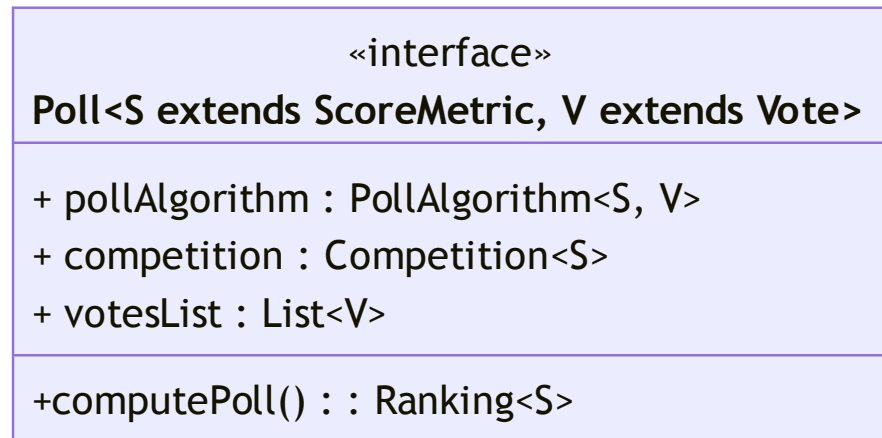 «interface»
Poll<S extends ScoreMetric, V extends Vote>
+ pollAlgorithm : PollAlgorithm<S, V>
+ competition : Competition<S>
+ votesList : List<V>
+computePoll() : : Ranking<S>